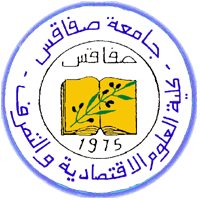 جامعة صفاقس
كلية العلوم الاقتصادية والتصرف
صفاقس
1975